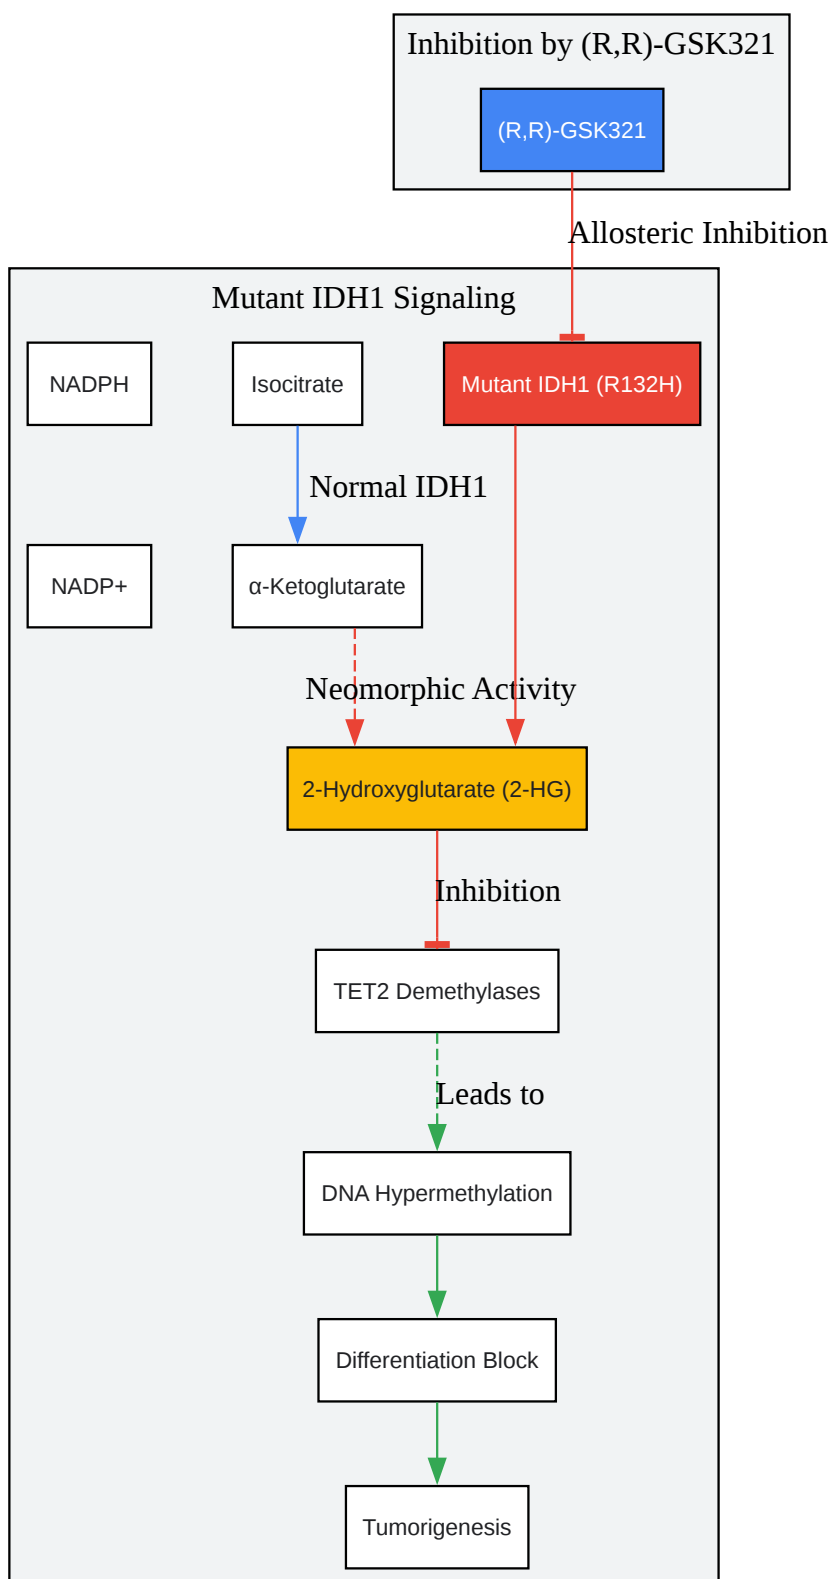 Inhibition by (R,R)-GSK321
(R,R)-GSK321
Allosteric Inhibition
Mutant IDH1 Signaling
NADPH
Isocitrate
Mutant IDH1 (R132H)
Normal IDH1
NADP+
α-Ketoglutarate
Neomorphic Activity
2-Hydroxyglutarate (2-HG)
Inhibition
TET2 Demethylases
Leads to
DNA Hypermethylation
Differentiation Block
Tumorigenesis